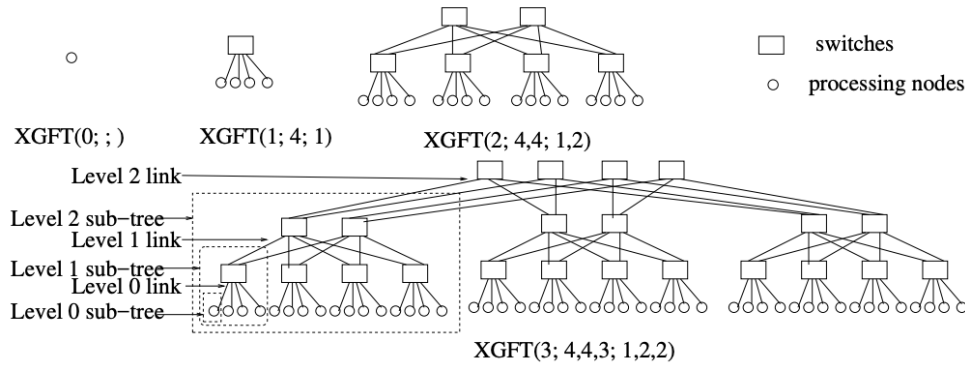 switches
processing nodes
XGFT(0; ; )
XGFT(1; 4; 1)
XGFT(2; 4,4; 1,2)
Level 2 link
Level 2 sub-tree
Level 1 link
Level 1 sub-tree
Level 0 link
Level 0 sub-tree
XGFT(3; 4,4,3; 1,2,2)